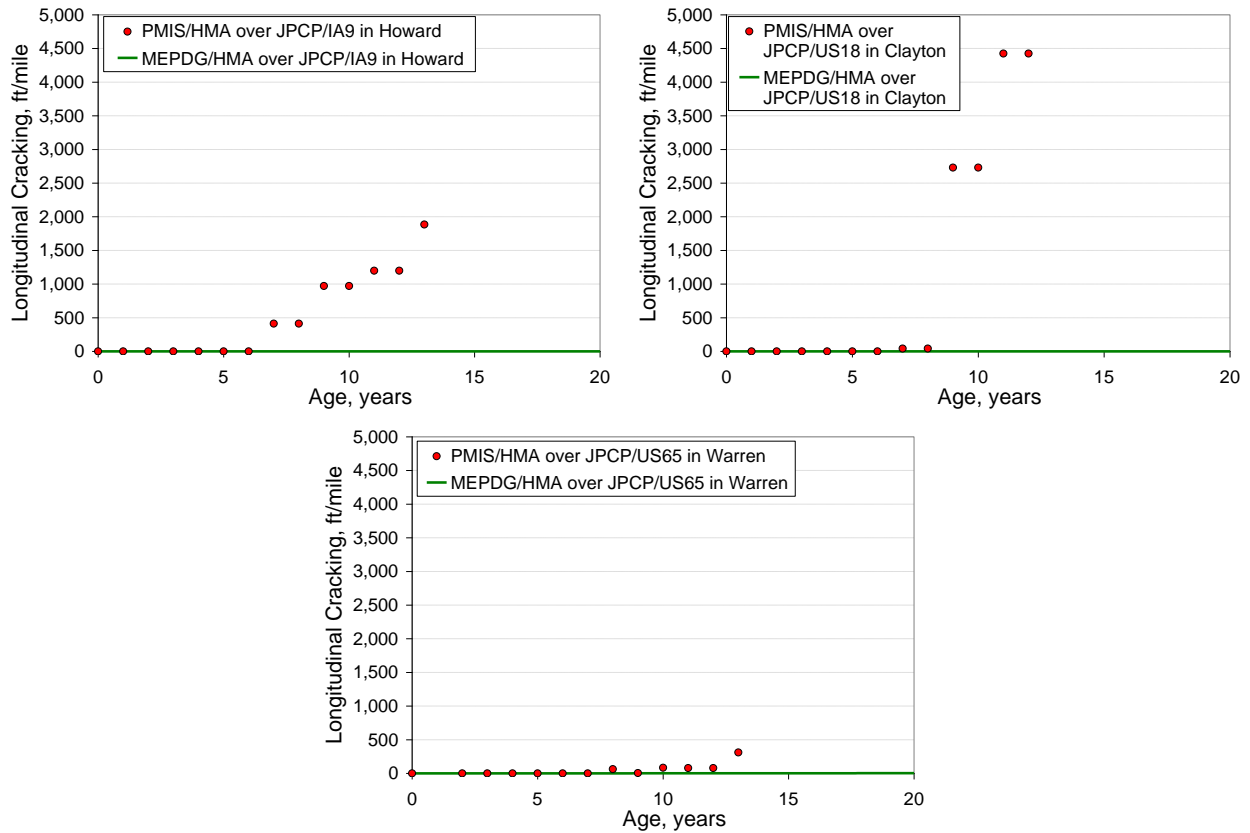 Longitudinal Cracking, ft/mile
5,000
4,500
4,000
3,500
3,000
2,500
2,000
1,500
1,000
500
0
PMIS/HMA over JPCP/IA9 in Howard
MEPDG/HMA over JPCP/IA9 in Howard
0 5 10 15 20
Age, years
Longitudinal Cracking, ft/mile
5,000
4,500
4,000
3,500
3,000
2,500
2,000
1,500
1,000
500
0
PMIS/HMA over
JPCP/US18 in Clayton
MEPDG/HMA over
JPCP/US18 in Clayton
0 5 10 15 20
Age, years
Longitudinal Cracking, ft/mile
5,000
4,500
4,000
3,500
3,000
2,500
2,000
1,500
1,000
500
0
PMIS/HMA over JPCP/US65 in Warren
MEPDG/HMA over JPCP/US65 in Warren
0 5 10 15 20
Age, years